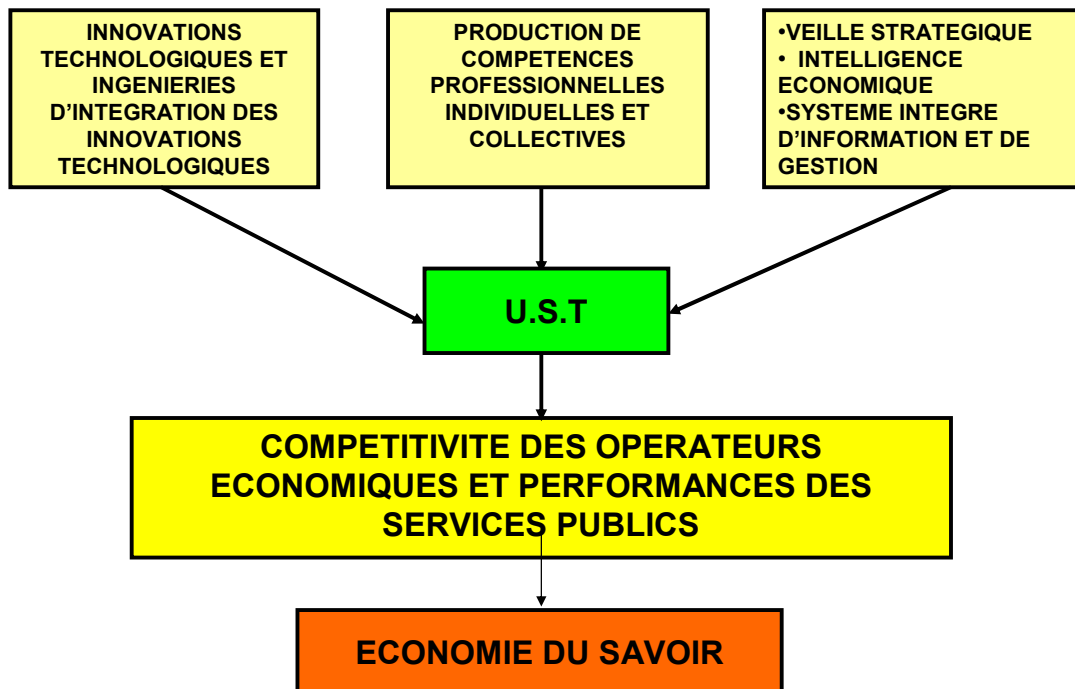 INNOVATIONS
TECHNOLOGIQUES ET
INGENIERIES
D’INTEGRATION DES
INNOVATIONS
TECHNOLOGIQUES
PRODUCTION DE
COMPETENCES
PROFESSIONNELLES
INDIVIDUELLES ET
COLLECTIVES
•VEILLE STRATEGIQUE
• INTELLIGENCE
ECONOMIQUE
•SYSTEME INTEGRE
D’INFORMATION ET DE
GESTION
U.S.T
COMPETITIVITE DES OPERATEURS
ECONOMIQUES ET PERFORMANCES DES
SERVICES PUBLICS
ECONOMIE DU SAVOIR